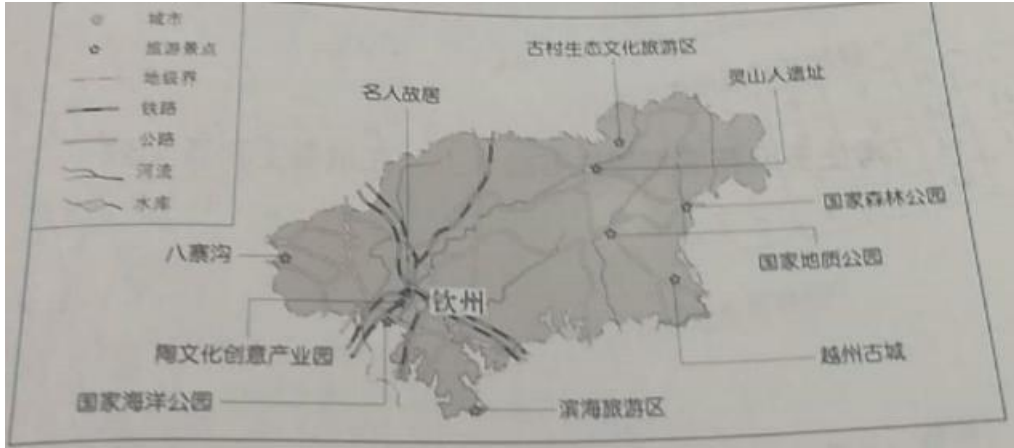 城市
旅游景点
地级界
铁路
公路
河流
水库
古村生态文化旅游区
灵山人遗址
名人故居
国家森林公园
八寨沟
国家地质公园
钦州
陶文化创意产业园
越州古城
国家海洋公园
滨海旅游区